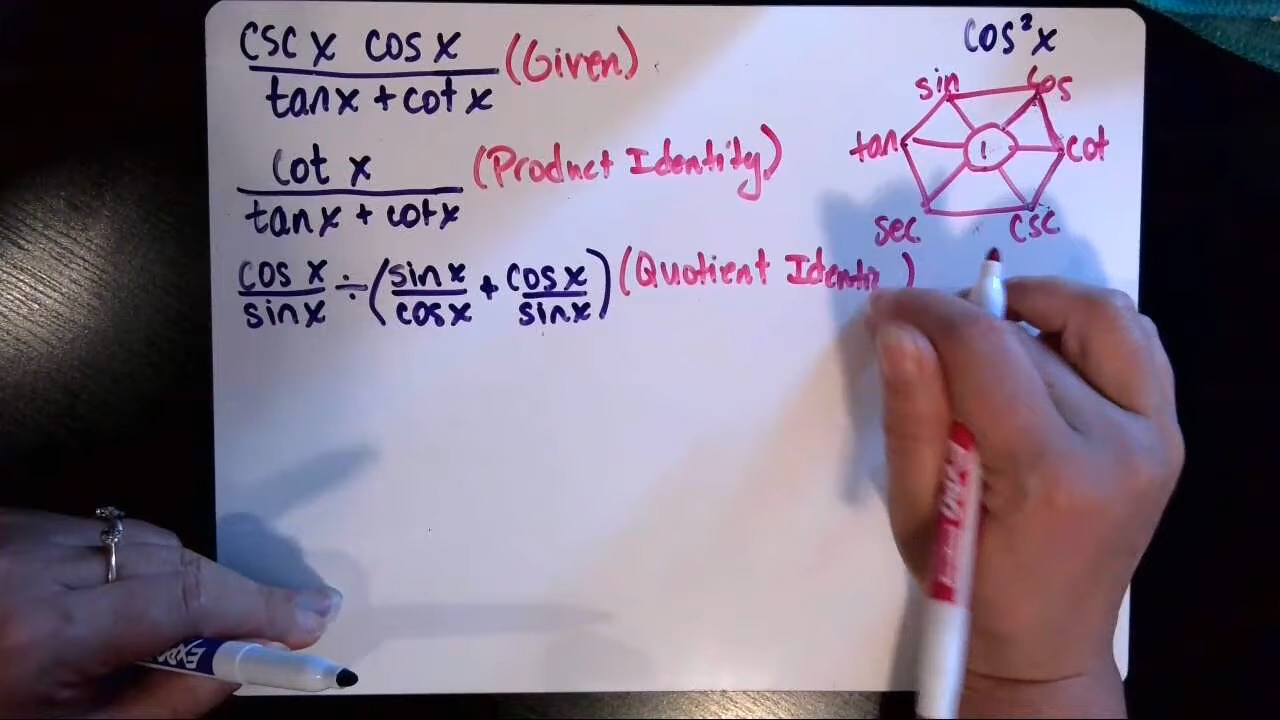 csc x cos x (Given)
tan x + cot x
cot x (Product Identity)
tan x + cot x
cos x ÷ ( sin x + cos x ) (Quotient Identi )
sin x cos x sin x
cos²x
sin cos
tan 1 cot
sec csc